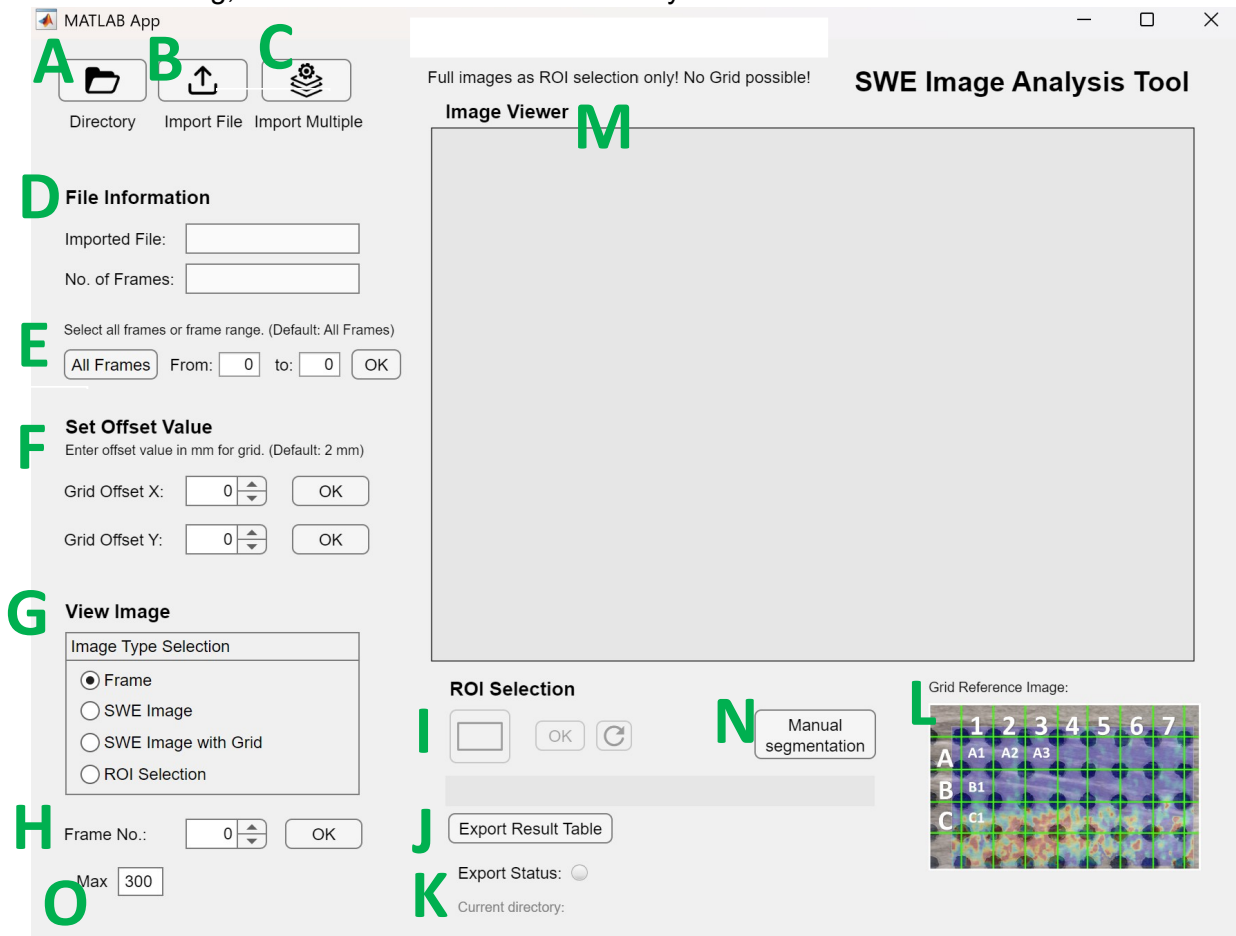 MATLAB App
A
B
C
Directory
Import File
Import Multiple
Full images as ROI selection only! No Grid possible!
SWE Image Analysis Tool
Image Viewer
M
D
File Information
Imported File:
No. of Frames:
E
Select all frames or frame range. (Default: All Frames)
All Frames From: 0 to: 0 OK
F
Set Offset Value
Enter offset value in mm for grid. (Default: 2 mm)
Grid Offset X: 0 OK
Grid Offset Y: 0 OK
G
View Image
Image Type Selection
Frame
SWE Image
SWE Image with Grid
ROI Selection
H
Frame No.: 0 OK
O
Max 300
ROI Selection
I
OK
N
Manual
segmentation
J
Export Result Table
K
Export Status:
Current directory:
L
Grid Reference Image:
1 2 3 4 5 6 7
A A1 A2 A3
B B1
C C1